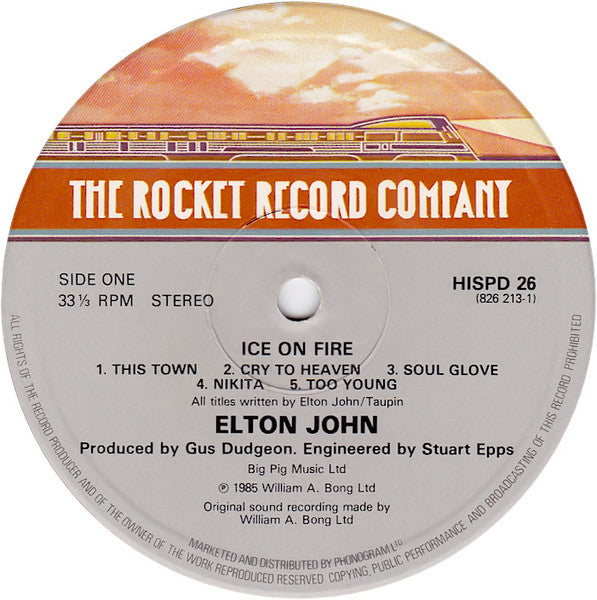 THE ROCKET RECORD COMPANY
SIDE ONE
33 1/3 RPM STEREO
HISPD 26
(826 213-1)
ICE ON FIRE
1. THIS TOWN 2. CRY TO HEAVEN 3. SOUL GLOVE
4. NIKITA 5. TOO YOUNG
All titles written by Elton John/Taupin
ELTON JOHN
Produced by Gus Dudgeon. Engineered by Stuart Epps
Big Pig Music Ltd
℗ 1985 William A. Bong Ltd
Original sound recording made by
William A. Bong Ltd
MARKETED AND DISTRIBUTED BY PHONOGRAM LTD
ALL RIGHTS OF THE RECORD PRODUCER AND OF THE OWNER OF THE WORK REPRODUCED RESERVED. COPYING, PUBLIC PERFORMANCE AND BROADCASTING OF THIS RECORD PROHIBITED